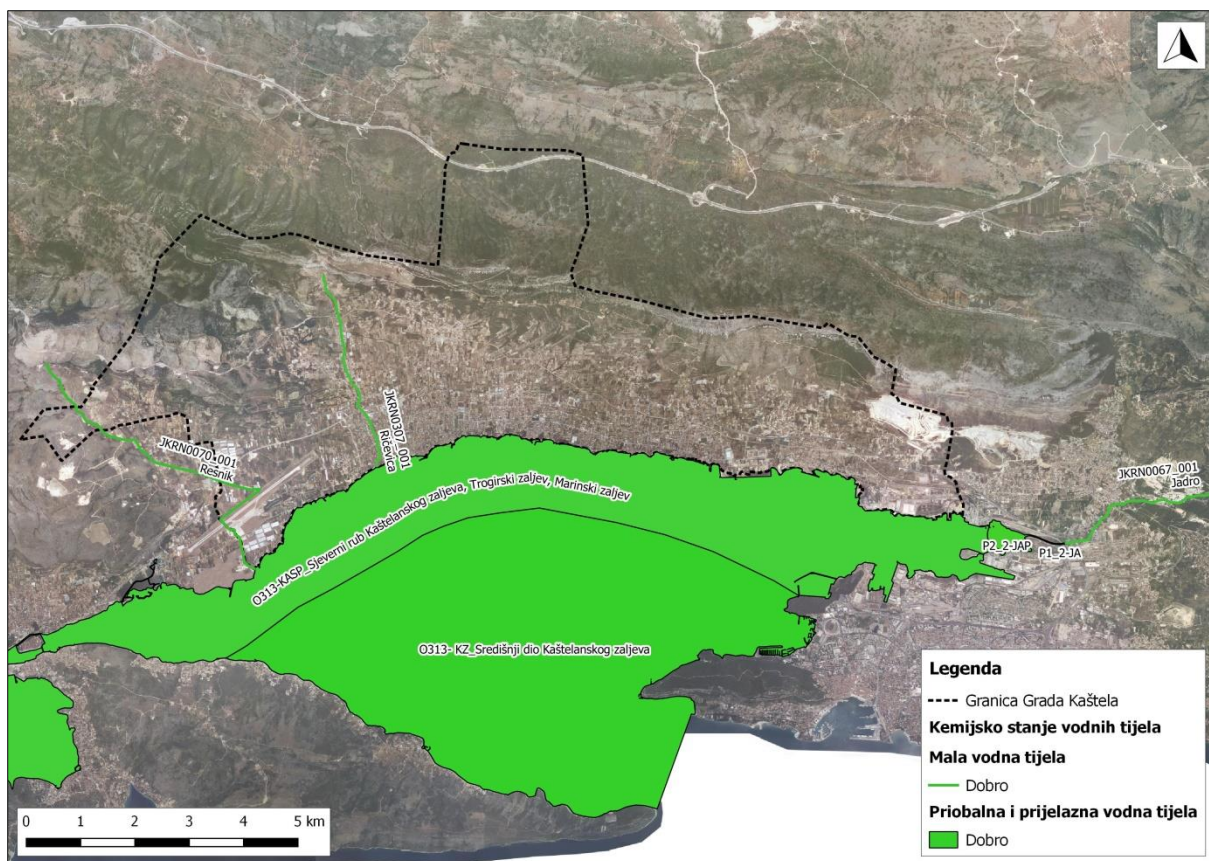 JKRN0070_001
Resnik
JKRN0307_001
Ričevica
JKRN0067_001
Jadro
O313-KASP_Sjeverni rub Kaštelanskog zaljeva, Trogirski zaljev, Marinski zaljev
P2_2-JAP
P1_2-JA
O313- KZ_Središnji dio Kaštelanskog zaljeva
0 1 2 3 4 5 km
Legenda
Granica Grada Kaštela
Kemijsko stanje vodnih tijela
Mala vodna tijela
Dobro
Priobalna i prijelazna vodna tijela
Dobro